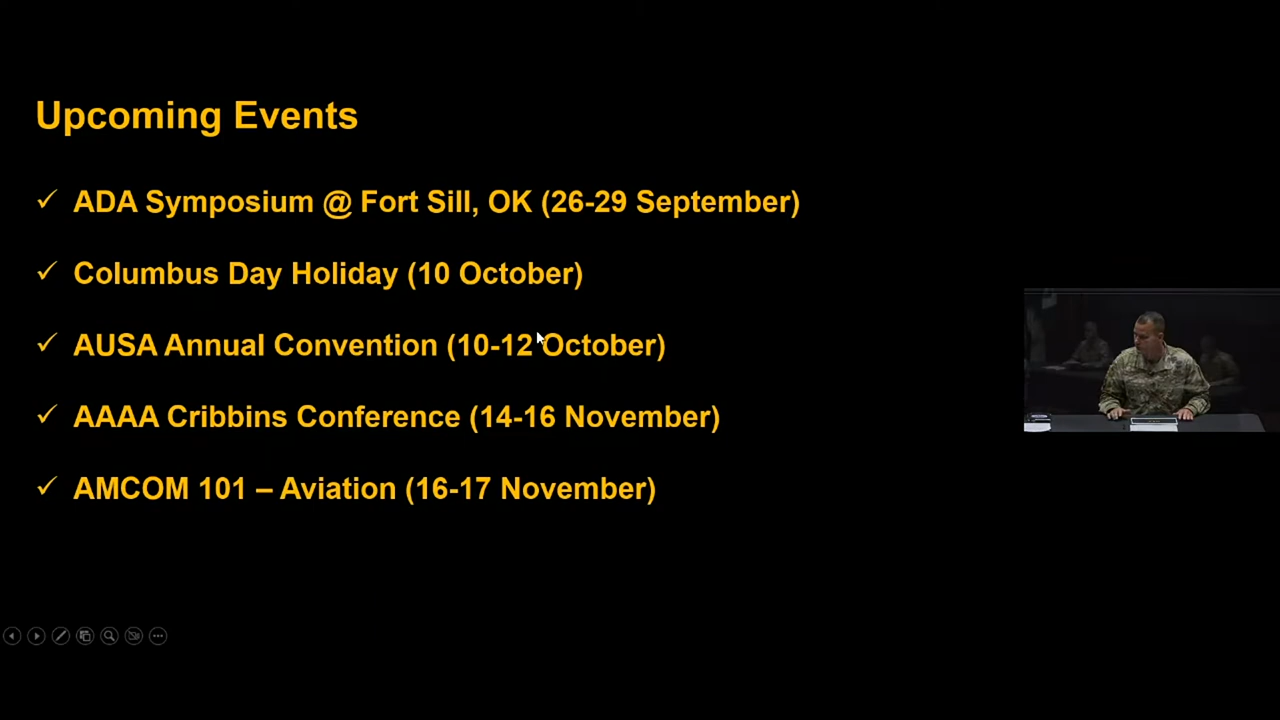 Upcoming Events
✓ ADA Symposium @ Fort Sill, OK (26-29 September)
✓ Columbus Day Holiday (10 October)
✓ AUSA Annual Convention (10-12 October)
✓ AAAA Cribbins Conference (14-16 November)
✓ AMCOM 101 – Aviation (16-17 November)